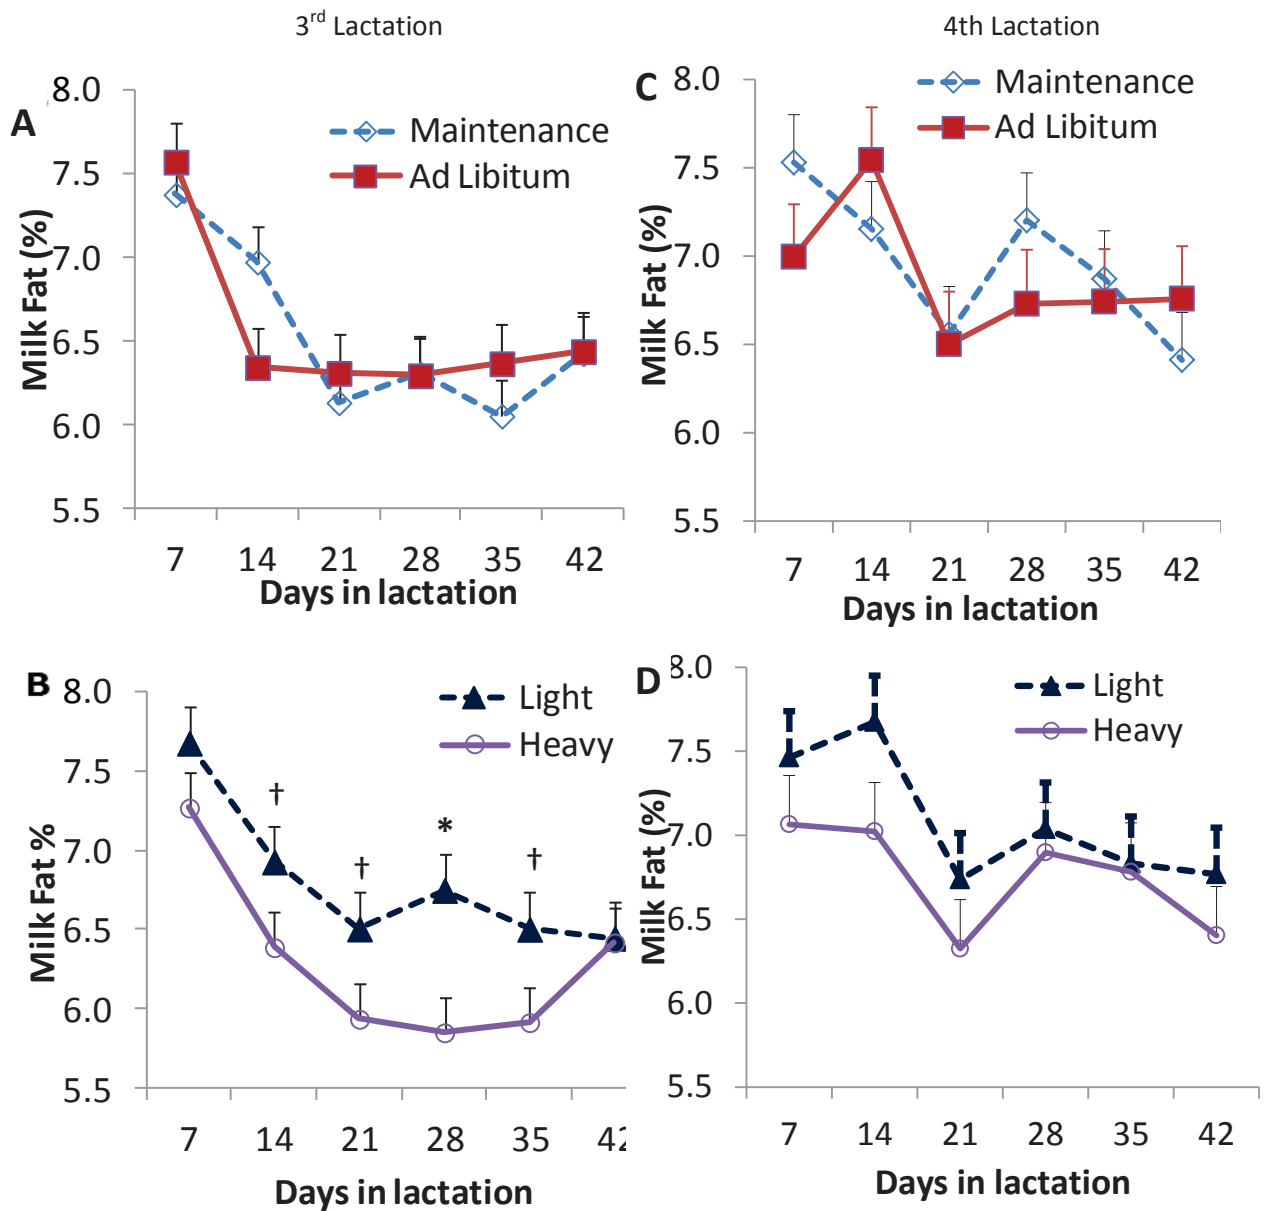 3rd Lactation
4th Lactation
A
8.0
7.5
7.0
6.5
6.0
5.5
Milk Fat (%)
Maintenance
Ad Libitum
7 14 21 28 35 42
Days in lactation
C
8.0
7.5
7.0
6.5
6.0
5.5
Milk Fat (%)
Maintenance
Ad Libitum
7 14 21 28 35 42
Days in lactation
B
8.0
7.5
7.0
6.5
6.0
5.5
Milk Fat %
Light
Heavy
† † * †
7 14 21 28 35 42
Days in lactation
D
8.0
7.5
7.0
6.5
6.0
5.5
Milk Fat (%)
Light
Heavy
7 14 21 28 35 42
Days in lactation